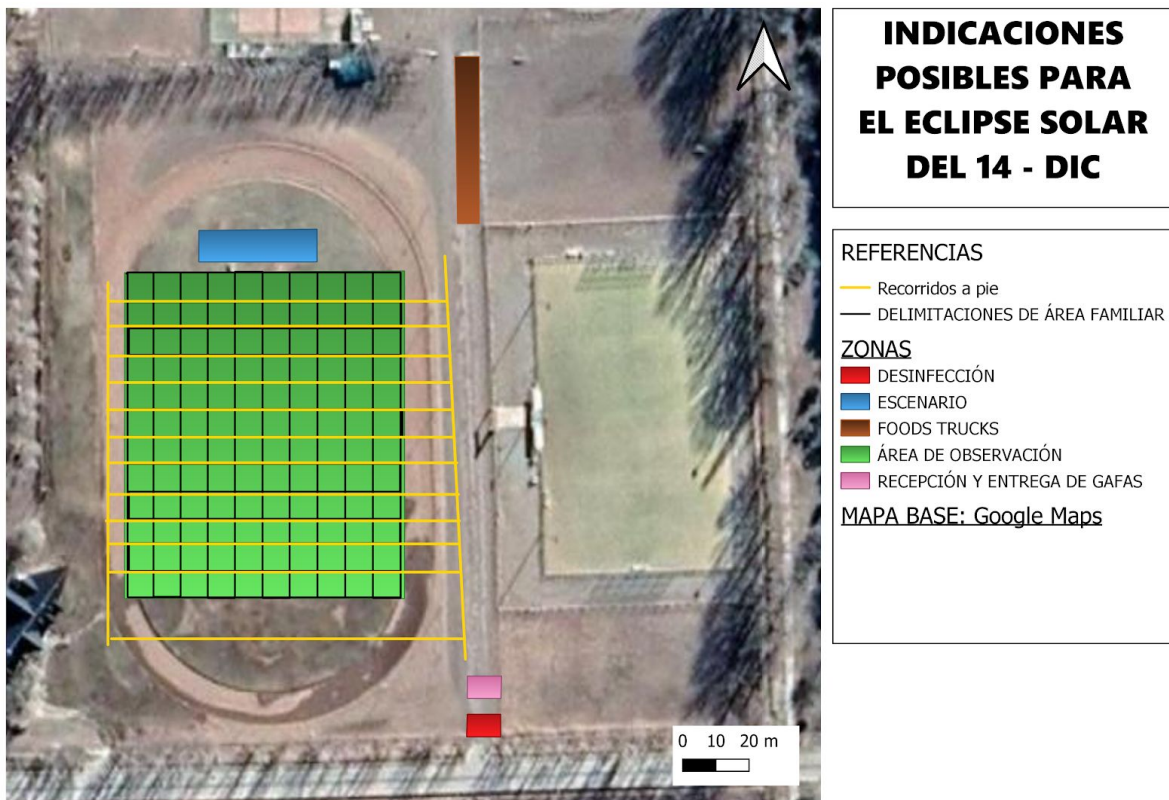 INDICACIONES
POSIBLES PARA
EL ECLIPSE SOLAR
DEL 14 - DIC
REFERENCIAS
Recorridos a pie
DELIMITACIONES DE ÁREA FAMILIAR
ZONAS
DESINFECCIÓN
ESCENARIO
FOODS TRUCKS
ÁREA DE OBSERVACIÓN
RECEPCIÓN Y ENTREGA DE GAFAS
MAPA BASE: Google Maps
0 10 20 m